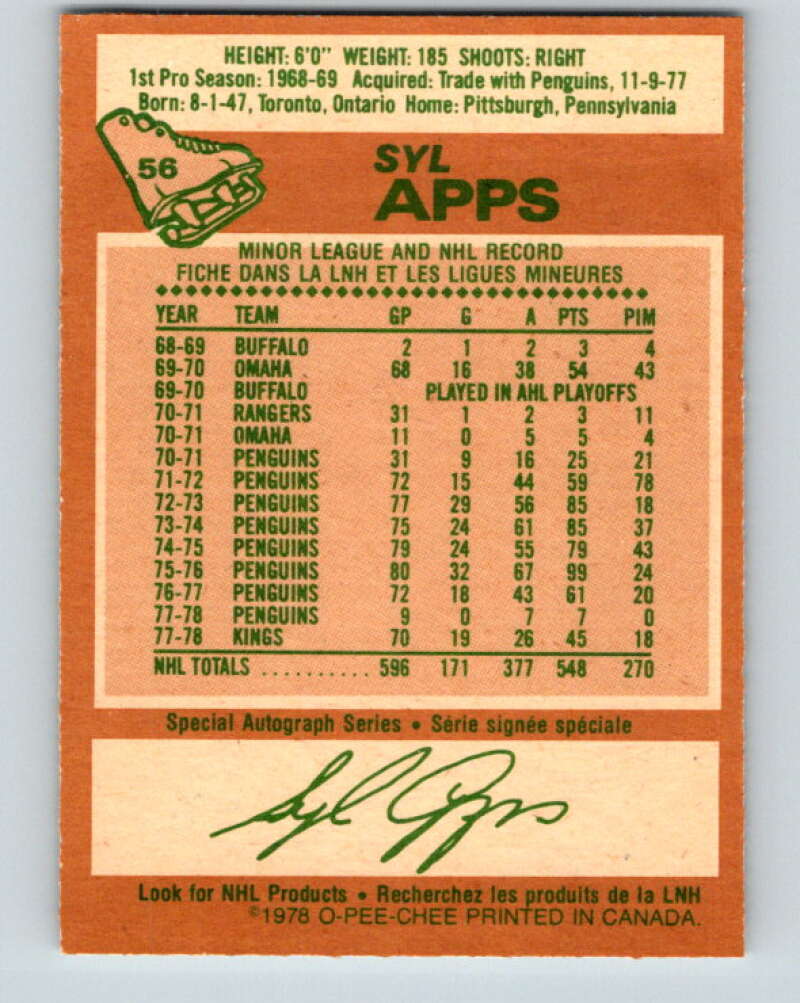 HEIGHT: 6'0" WEIGHT: 185 SHOOTS: RIGHT
1st Pro Season: 1968-69 Acquired: Trade with Penguins, 11-9-77
Born: 8-1-47, Toronto, Ontario Home: Pittsburgh, Pennsylvania
56
SYL
APPS
MINOR LEAGUE AND NHL RECORD
FICHE DANS LA LNH ET LES LIGUES MINEURES
YEAR TEAM GP G A PTS PIM
68-69 BUFFALO 2 1 2 3 4
69-70 OMAHA 68 16 38 54 43
69-70 BUFFALO PLAYED IN AHL PLAYOFFS
70-71 RANGERS 31 1 2 3 11
70-71 OMAHA 11 0 5 5 4
70-71 PENGUINS 31 9 16 25 21
71-72 PENGUINS 72 15 44 59 78
72-73 PENGUINS 77 29 56 85 18
73-74 PENGUINS 75 24 61 85 37
74-75 PENGUINS 79 24 55 79 43
75-76 PENGUINS 80 32 67 99 24
76-77 PENGUINS 72 18 43 61 20
77-78 PENGUINS 9 0 7 7 0
77-78 KINGS 70 19 26 45 18
NHL TOTALS .......... 596 171 377 548 270
Special Autograph Series • Série signée spéciale
Syl Apps
Look for NHL Products • Recherchez les produits de la LNH
©1978 O-PEE-CHEE PRINTED IN CANADA.